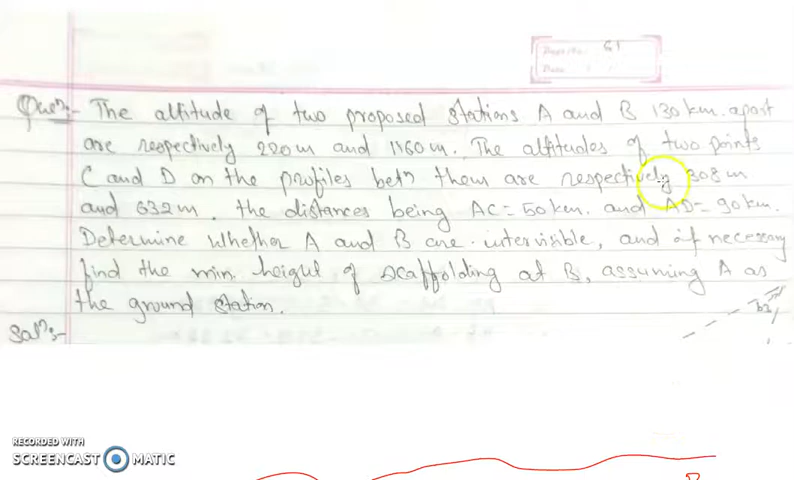 Date
61
Ques:- The altitude of two proposed stations A and B 130 km. apart
are respectively 220 m and 1160 m. The altitudes of two points
C and D on the profiles betn them are respectively 308 m
and 632 m. the distances being AC = 50 km. and AD = 90 km.
Determine whether A and B are intervisible, and if necessary
find the min. height of scaffolding at B, assuming A as
the ground station.
Soln:-
b2
RECORDED WITH
SCREENCAST MATIC
B